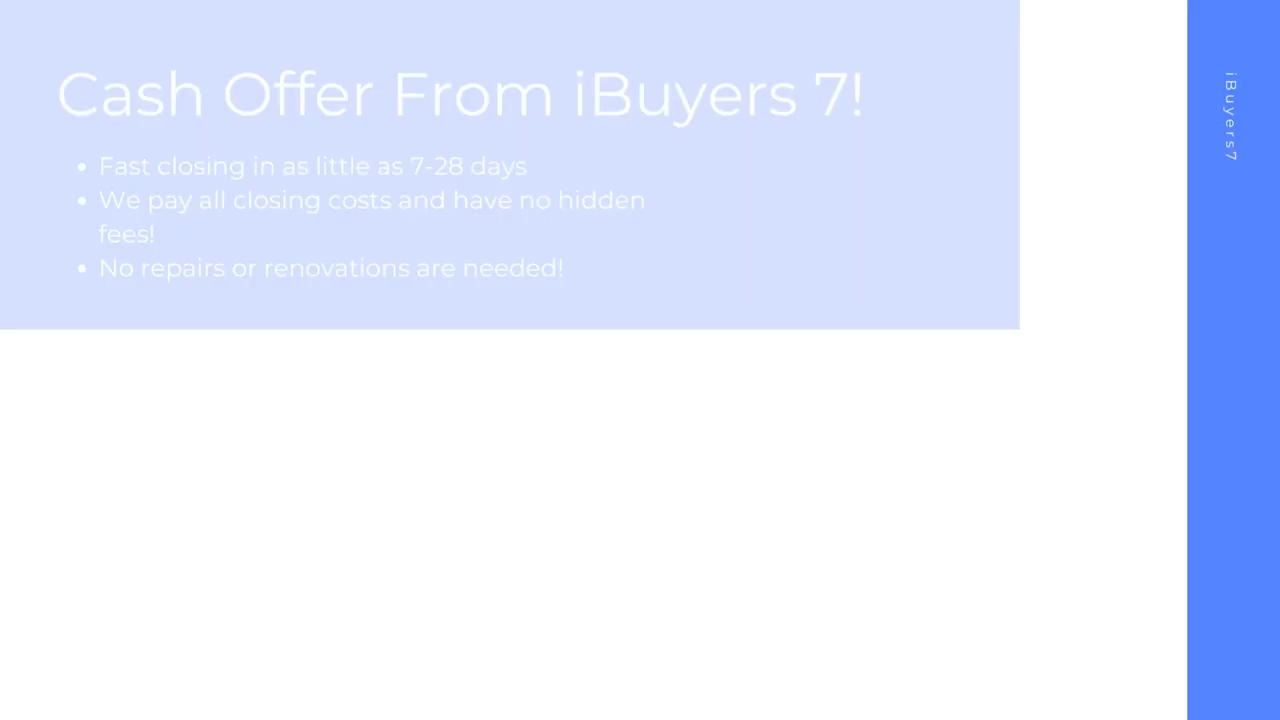 Cash Offer From iBuyers 7!
• Fast closing in as little as 7-28 days
• We pay all closing costs and have no hidden
fees!
• No repairs or renovations are needed!
iBuyers7